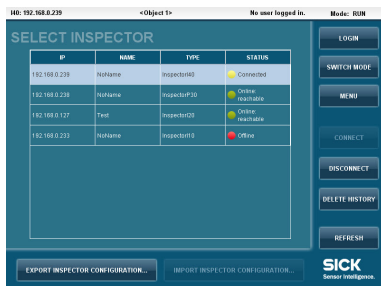 I40: 192.168.0.239 <Object 1> No user logged in. Mode: RUN
SELECT INSPECTOR
IP NAME TYPE STATUS
192.168.0.239 NoName Inspector40 Connected
192.168.0.238 NoName InspectorP30 Online: reachable
192.168.0.127 Test Inspector20 Online: reachable
192.168.0.233 NoName InspectorI10 Offline
LOGIN
SWITCH MODE
MENU
CONNECT
DISCONNECT
DELETE HISTORY
REFRESH
EXPORT INSPECTOR CONFIGURATION... IMPORT INSPECTOR CONFIGURATION...
SICK
Sensor Intelligence.